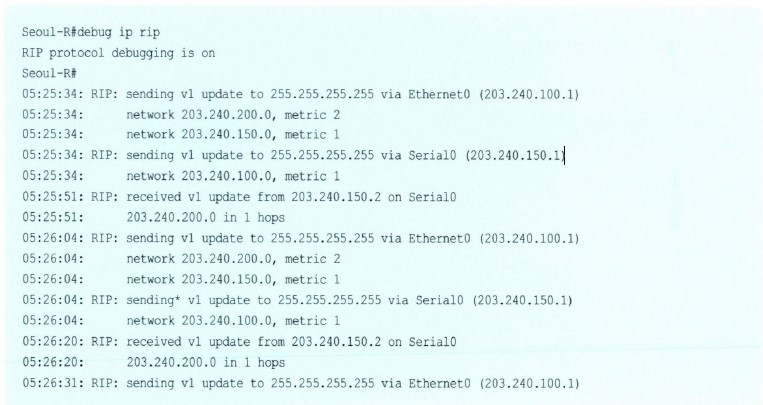 Seoul-R#debug ip rip
RIP protocol debugging is on
Seoul-R#
05:25:34: RIP: sending v1 update to 255.255.255.255 via Ethernet0 (203.240.100.1)
05:25:34: network 203.240.200.0, metric 2
05:25:34: network 203.240.150.0, metric 1
05:25:34: RIP: sending v1 update to 255.255.255.255 via Serial0 (203.240.150.1)
05:25:34: network 203.240.100.0, metric 1
05:25:51: RIP: received v1 update from 203.240.150.2 on Serial0
05:25:51: 203.240.200.0 in 1 hops
05:26:04: RIP: sending v1 update to 255.255.255.255 via Ethernet0 (203.240.100.1)
05:26:04: network 203.240.200.0, metric 2
05:26:04: network 203.240.150.0, metric 1
05:26:04: RIP: sending* v1 update to 255.255.255.255 via Serial0 (203.240.150.1)
05:26:04: network 203.240.100.0, metric 1
05:26:20: RIP: received v1 update from 203.240.150.2 on Serial0
05:26:20: 203.240.200.0 in 1 hops
05:26:31: RIP: sending v1 update to 255.255.255.255 via Ethernet0 (203.240.100.1)